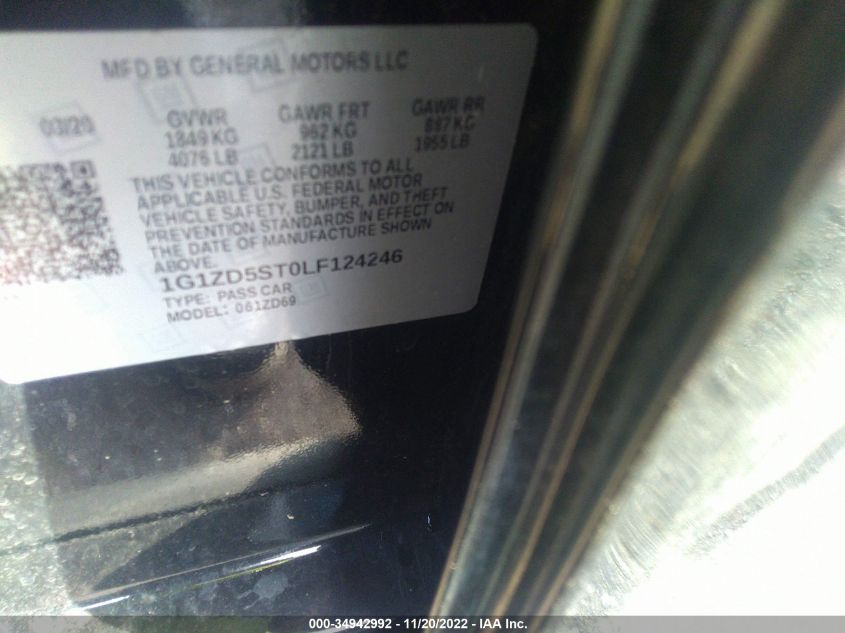 MFD BY GENERAL MOTORS LLC
03/20 GVWR GAWR FRT GAWR RR
1849 KG 962 KG 887 KG
4076 LB 2121 LB 1955 LB
THIS VEHICLE CONFORMS TO ALL
APPLICABLE U.S. FEDERAL MOTOR
VEHICLE SAFETY, BUMPER, AND THEFT
PREVENTION STANDARDS IN EFFECT ON
THE DATE OF MANUFACTURE SHOWN
ABOVE.
1G1ZD5ST0LF124246
TYPE: PASS CAR
MODEL: 061ZD69
000-34942992 - 11/20/2022 - IAA Inc.